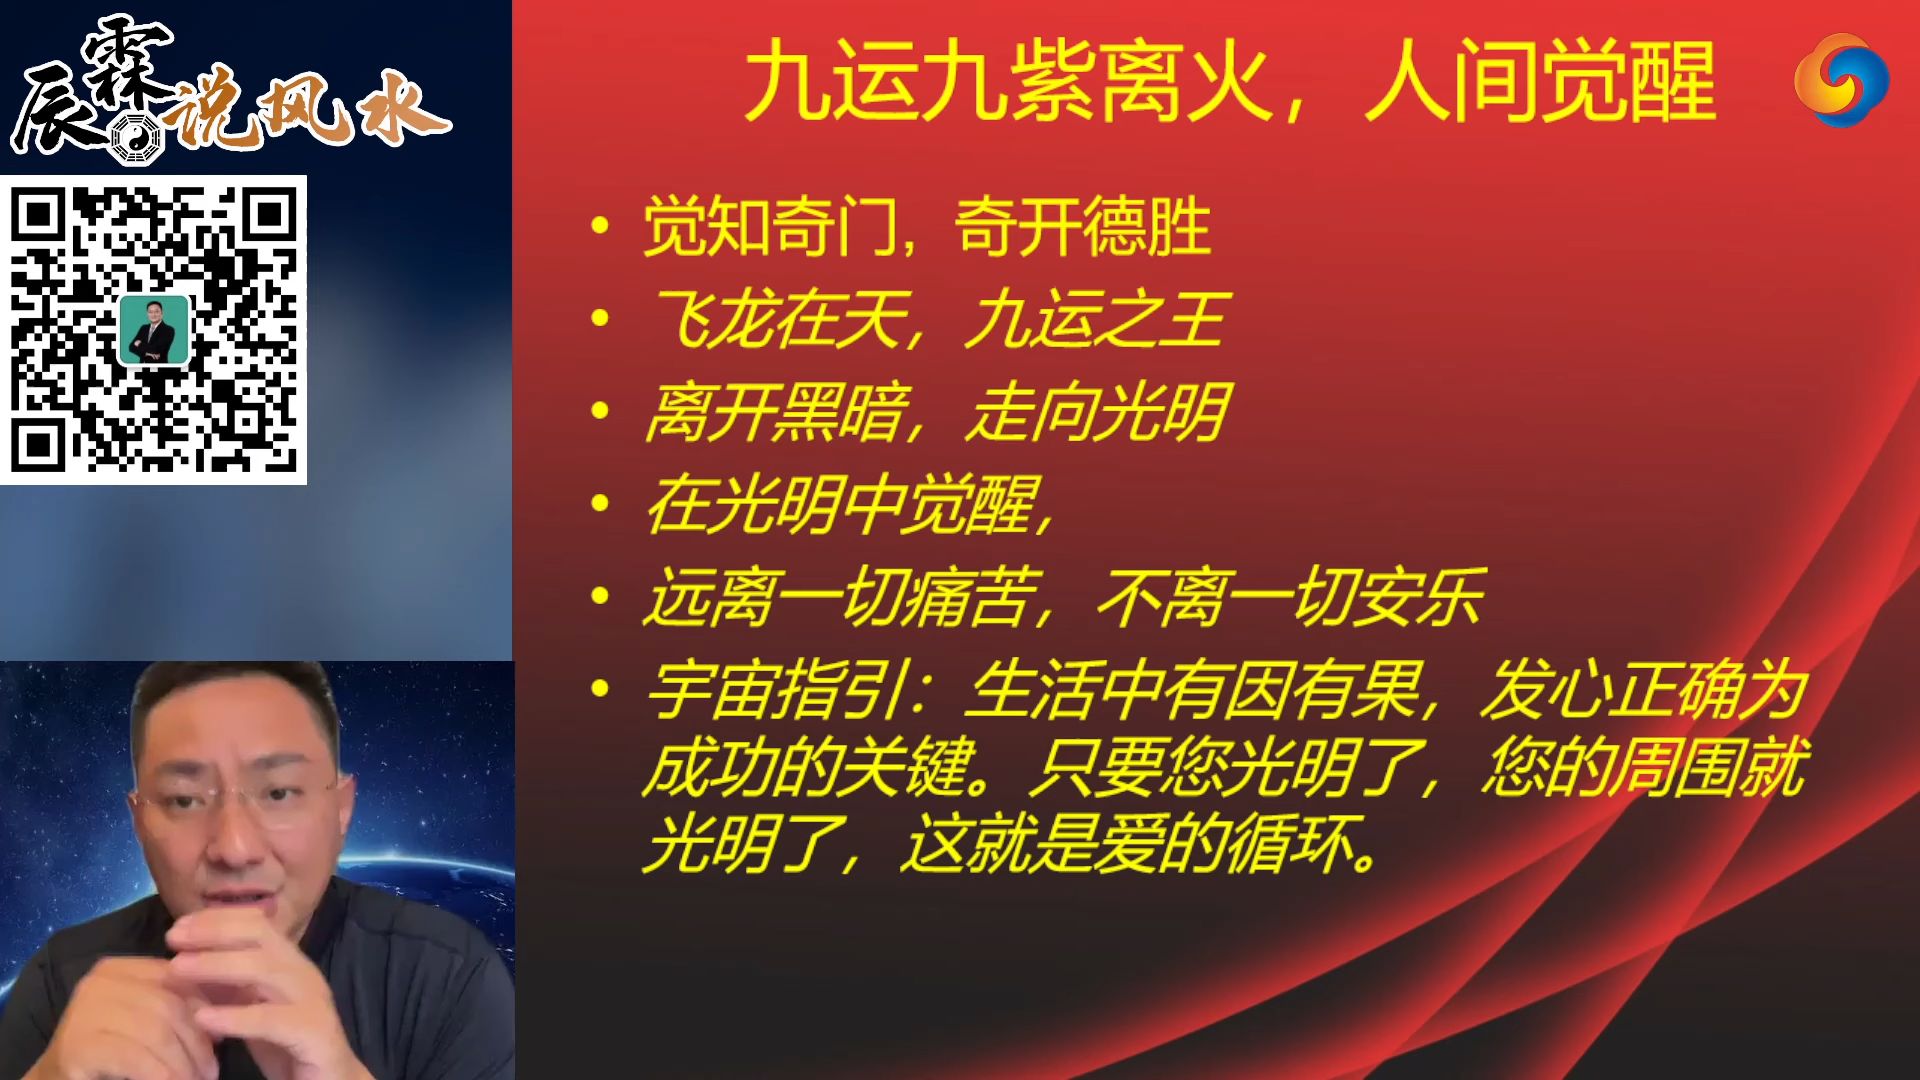 辰霖说风水
九运九紫离火，人间觉醒
觉知奇门，奇开德胜
飞龙在天，九运之王
离开黑暗，走向光明
在光明中觉醒，
远离一切痛苦，不离一切安乐
宇宙指引：生活中有因有果，发心正确为
成功的关键。只要您光明了，您的周围就
光明了，这就是爱的循环。